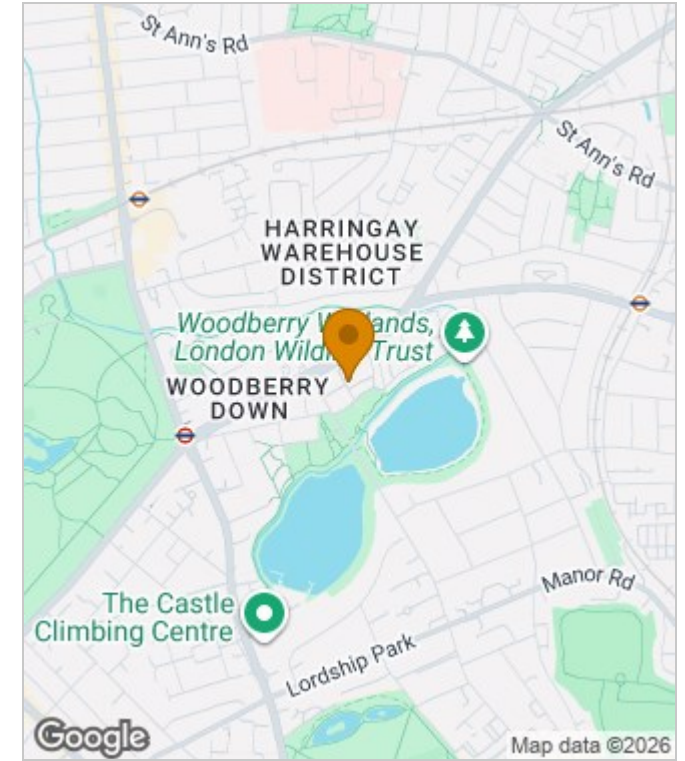 St Ann's Rd
St Ann's Rd
HARRINGAY
WAREHOUSE
DISTRICT
Woodberry W lands,
London Wildli Trust
WOODBERRY
DOWN
The Castle
Climbing Centre
Manor Rd
Lordship Park
Google
Map data ©2026